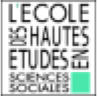 L'ECOLE
DES HAUTES
ETUDES EN
SCIENCES
SOCIALES